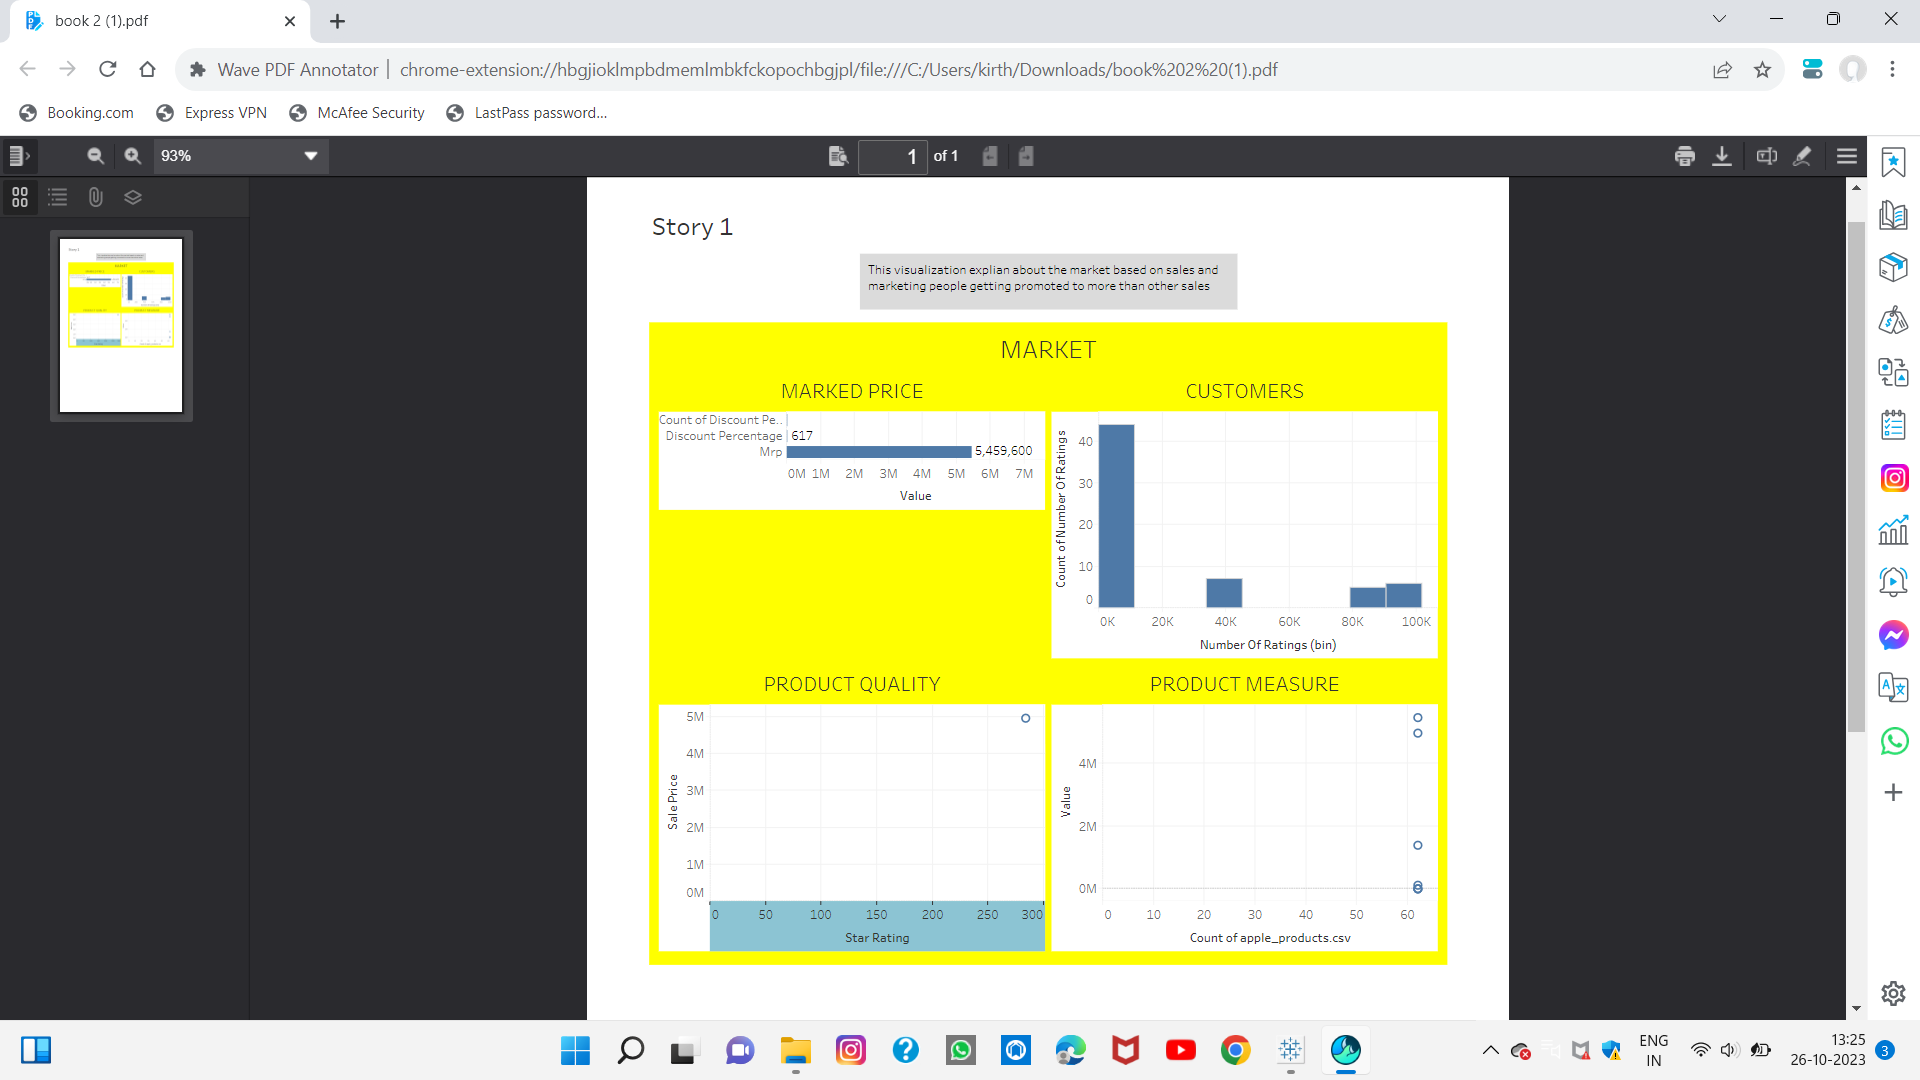 book 2 (1).pdf
Wave PDF Annotator | chrome-extension://hbgjioklmpbdmemlmbkfckopochbgjpl/file:///C:/Users/kirth/Downloads/book%202%20(1).pdf
Booking.com Express VPN McAfee Security LastPass password...
93% 1 of 1
Story 1
This visualization explian about the market based on sales and
marketing people getting promoted to more than other sales
MARKET
MARKED PRICE
Count of Discount Pe..
Discount Percentage 617
Mrp 5,459,600
0M 1M 2M 3M 4M 5M 6M 7M
Value
CUSTOMERS
Count of Number Of Ratings
40
30
20
10
0
0K 20K 40K 60K 80K 100K
Number Of Ratings (bin)
PRODUCT QUALITY
Sale Price
5M
4M
3M
2M
1M
0M
0 50 100 150 200 250 300
Star Rating
PRODUCT MEASURE
Value
4M
2M
0M
0 10 20 30 40 50 60
Count of apple_products.csv
ENG
IN
13:25
26-10-2023
3